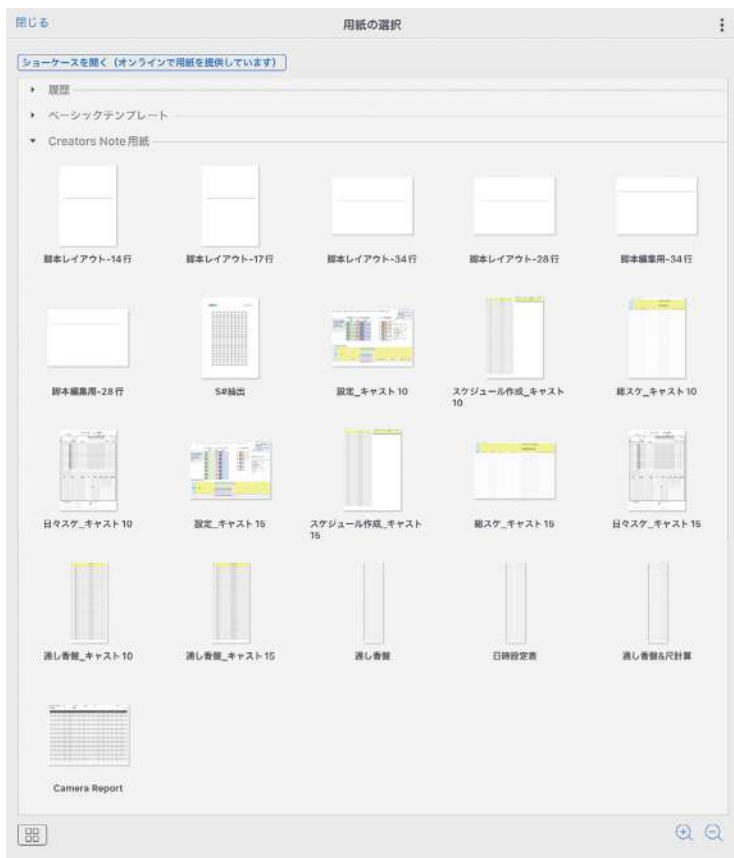 閉じる
用紙の選択
ショーケースを開く（オンラインで用紙を提供しています）
履歴
ベーシックテンプレート
Creators Note用紙
脚本レイアウト-14行
脚本レイアウト-17行
脚本レイアウト-34行
脚本レイアウト-28行
脚本編集用-34行
脚本編集用-28行
S#抽出
設定_キャスト10
スケジュール作成_キャスト
10
総スケ_キャスト10
日々スケ_キャスト10
設定_キャスト15
スケジュール作成_キャスト
15
総スケ_キャスト15
日々スケ_キャスト15
通し香盤_キャスト10
通し香盤_キャスト15
通し香盤
日時設定表
通し香盤&尺計算
Camera Report